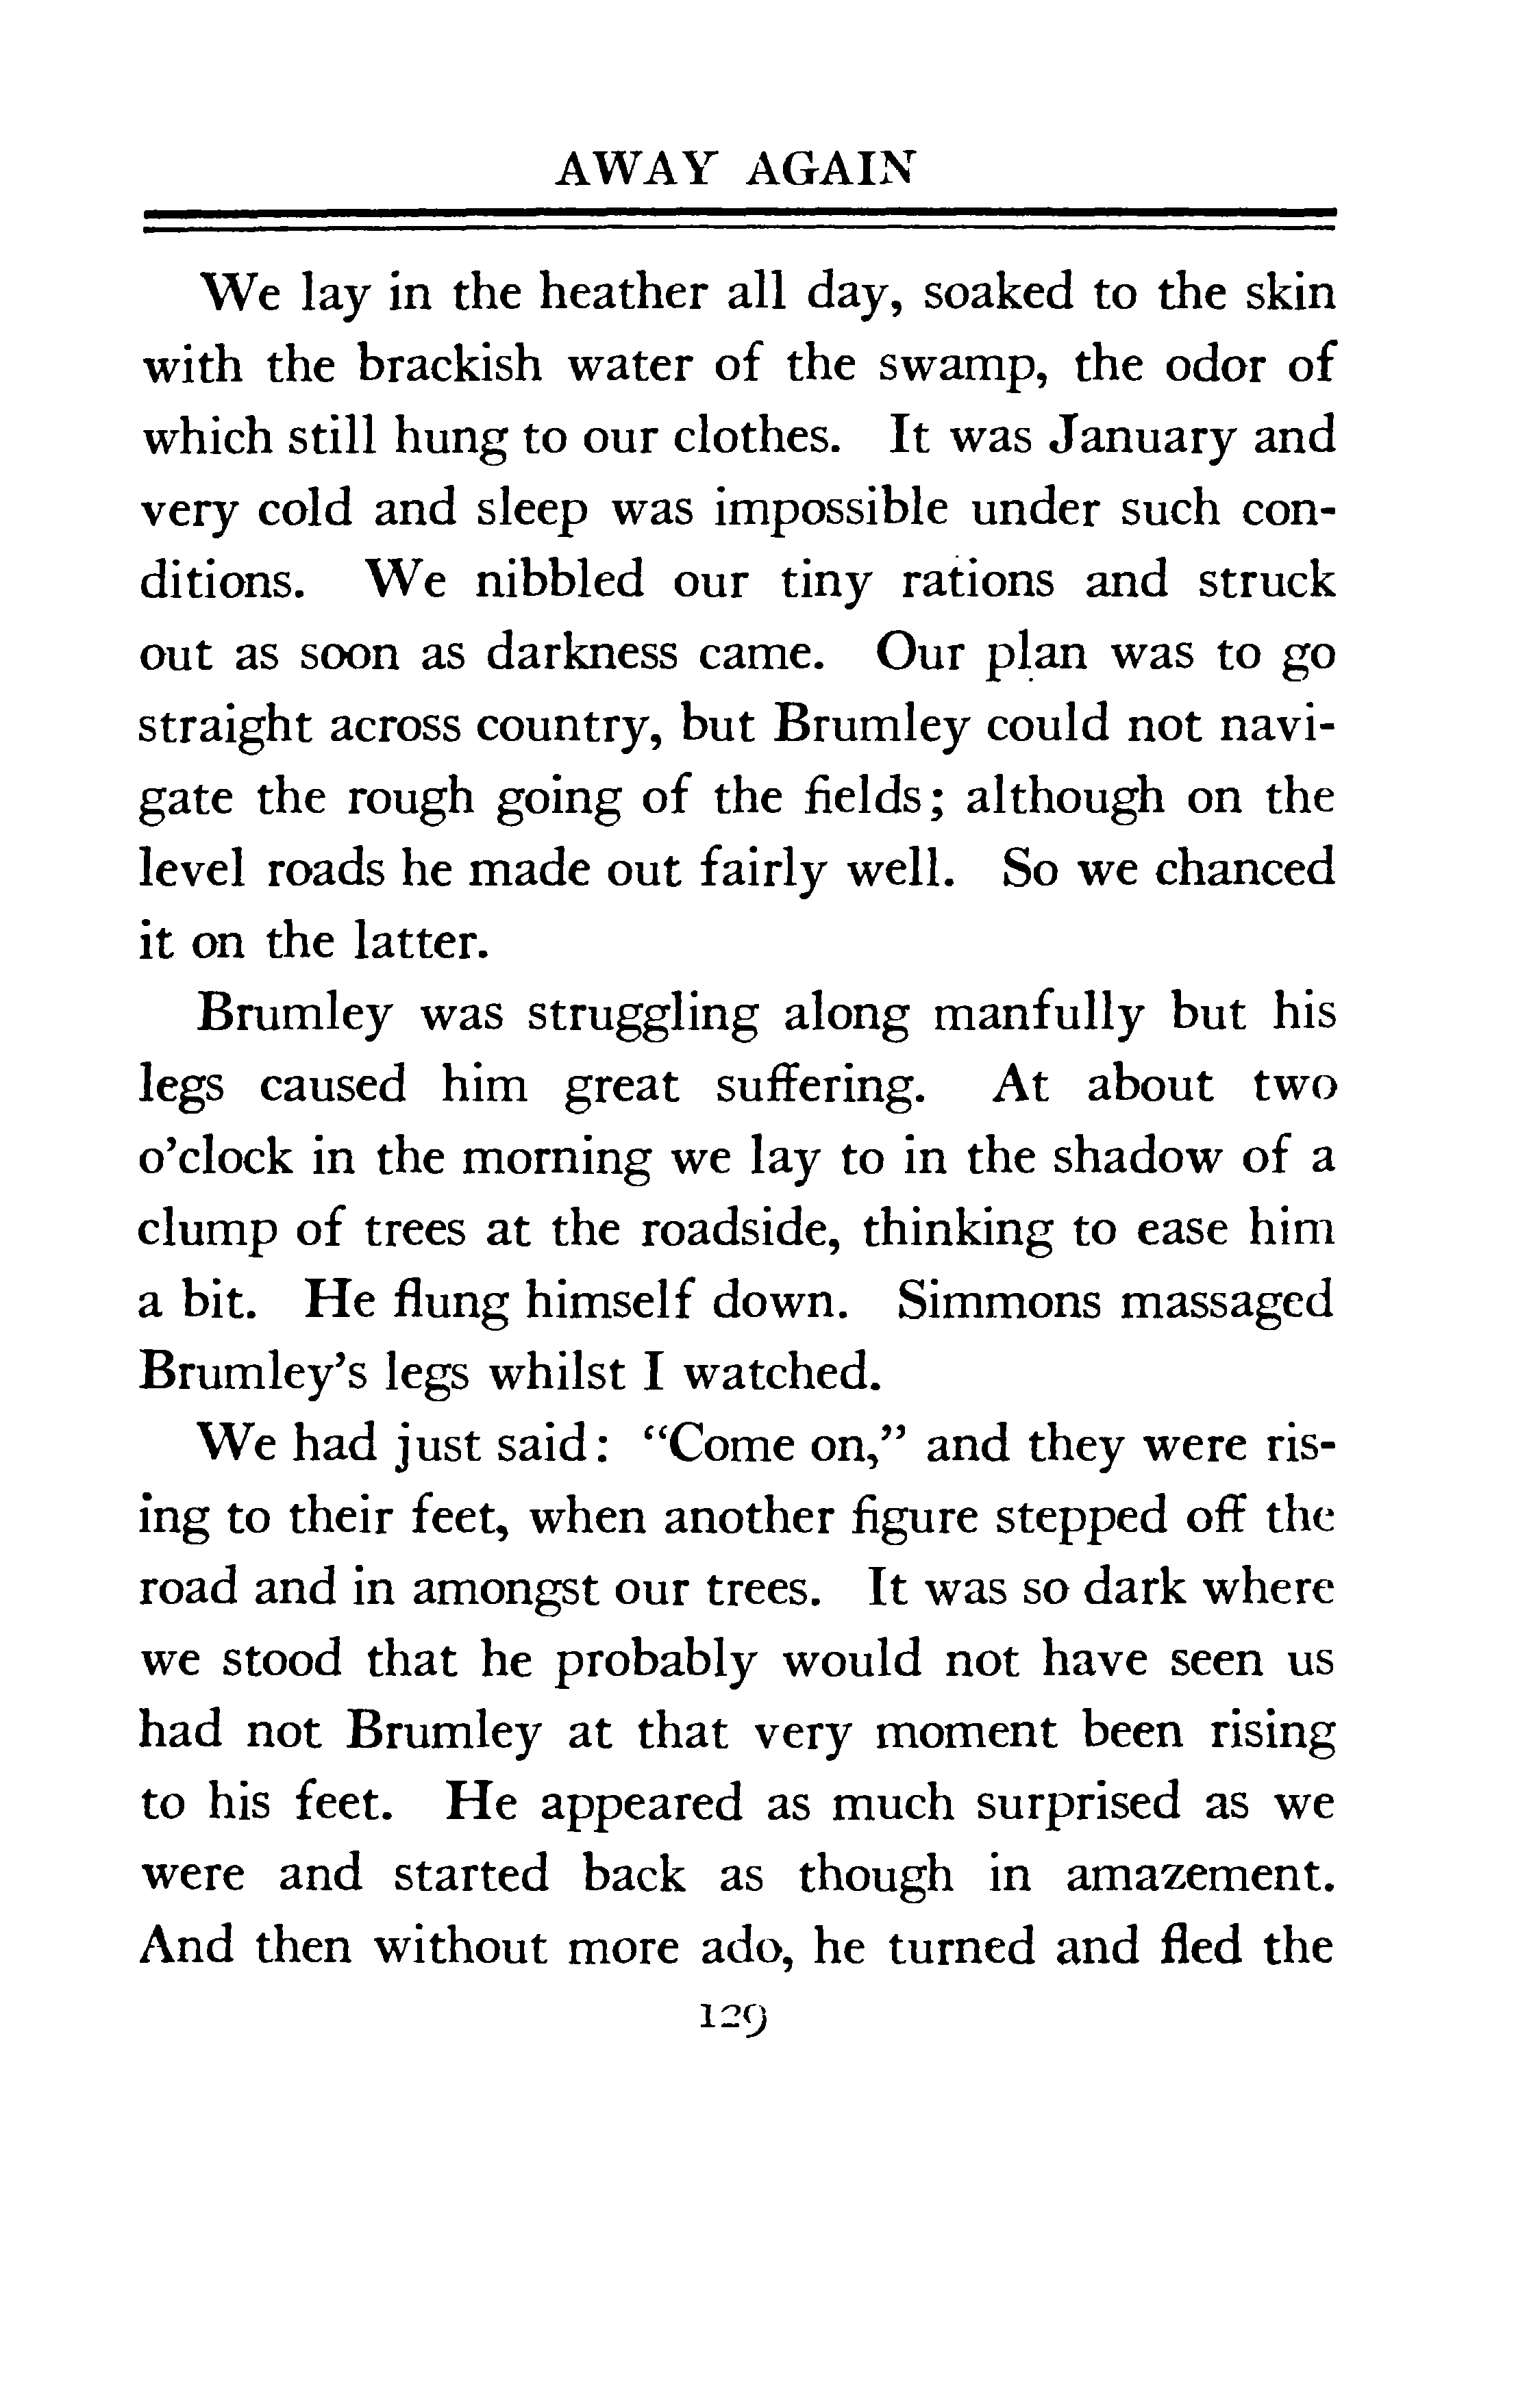 AWAY AGAIN
We lay in the heather all day, soaked to the skin
with the brackish water of the swamp, the odor of
which still hung to our clothes. It was January and
very cold and sleep was impossible under such con-
ditions. We nibbled our tiny rations and struck
out as soon as darkness came. Our plan was to go
straight across country, but Brumley could not navi-
gate the rough going of the fields; although on the
level roads he made out fairly well. So we chanced
it on the latter.
Brumley was struggling along manfully but his
legs caused him great suffering. At about two
o’clock in the morning we lay to in the shadow of a
clump of trees at the roadside, thinking to ease him
a bit. He flung himself down. Simmons massaged
Brumley’s legs whilst I watched.
We had just said: “Come on,” and they were ris-
ing to their feet, when another figure stepped off the
road and in amongst our trees. It was so dark where
we stood that he probably would not have seen us
had not Brumley at that very moment been rising
to his feet. He appeared as much surprised as we
were and started back as though in amazement.
And then without more ado, he turned and fled the
129